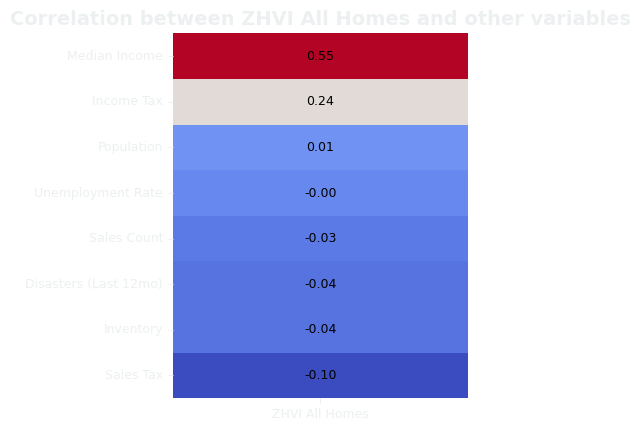 Correlation between ZHVI All Homes and other variables
Median Income 0.55
Income Tax 0.24
Population 0.01
Unemployment Rate -0.00
Sales Count -0.03
Disasters (Last 12mo) -0.04
Inventory -0.04
Sales Tax -0.10
ZHVI All Homes